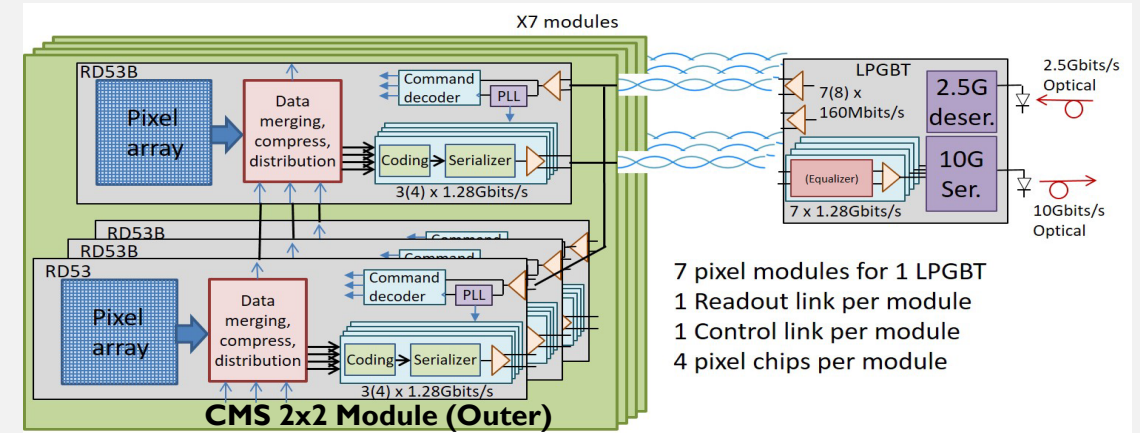 X7 modules
RD53B
Pixel
array
Data
merging,
compress,
distribution
Command
decoder
PLL
Coding
Serializer
3(4) x 1.28Gbits/s
RD53B
Command
RD53B
Command
RD53
Pixel
array
Data
merging,
compress,
distribution
Command
decoder
PLL
Coding
Serializer
3(4) x 1.28Gbits/s
CMS 2x2 Module (Outer)
LPGBT
7(8) x
160Mbits/s
2.5G
deser.
(Equalizer)
7 x 1.28Gbits/s
10G
Ser.
2.5Gbits/s
Optical
10Gbits/s
Optical
7 pixel modules for 1 LPGBT
1 Readout link per module
1 Control link per module
4 pixel chips per module